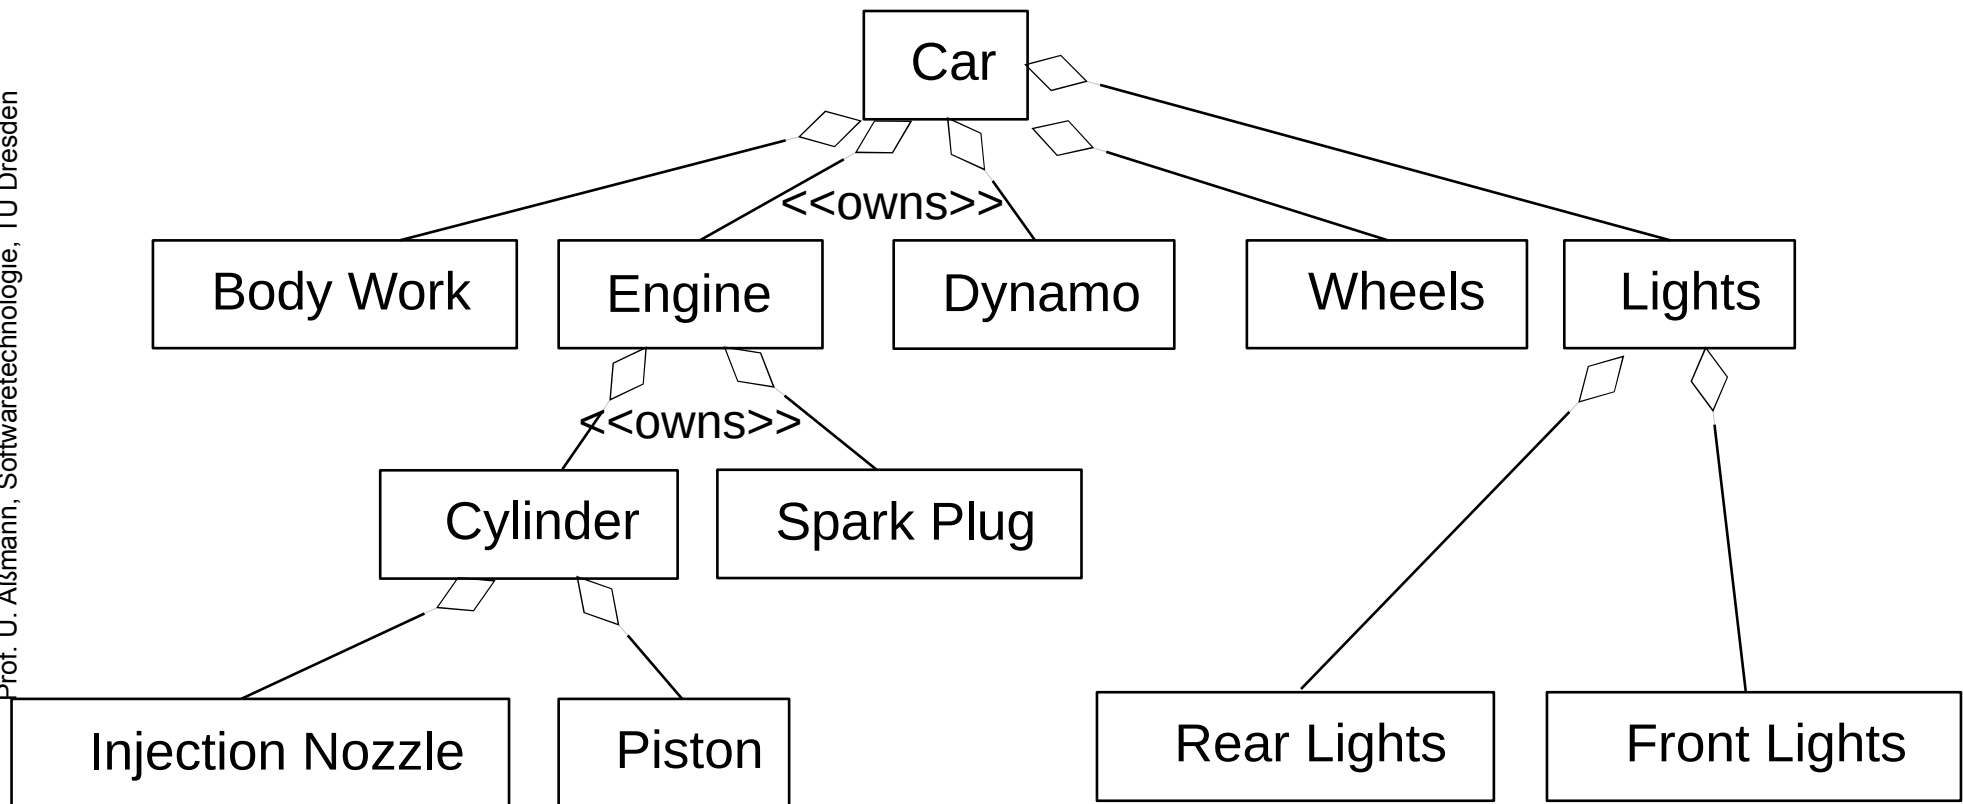 Car
<<owns>>
Body Work
Engine
Dynamo
Wheels
Lights
<<owns>>
Cylinder
Spark Plug
Injection Nozzle
Piston
Rear Lights
Front Lights
Prof. U. Aßmann, Softwaretechnologie, TU Dresden